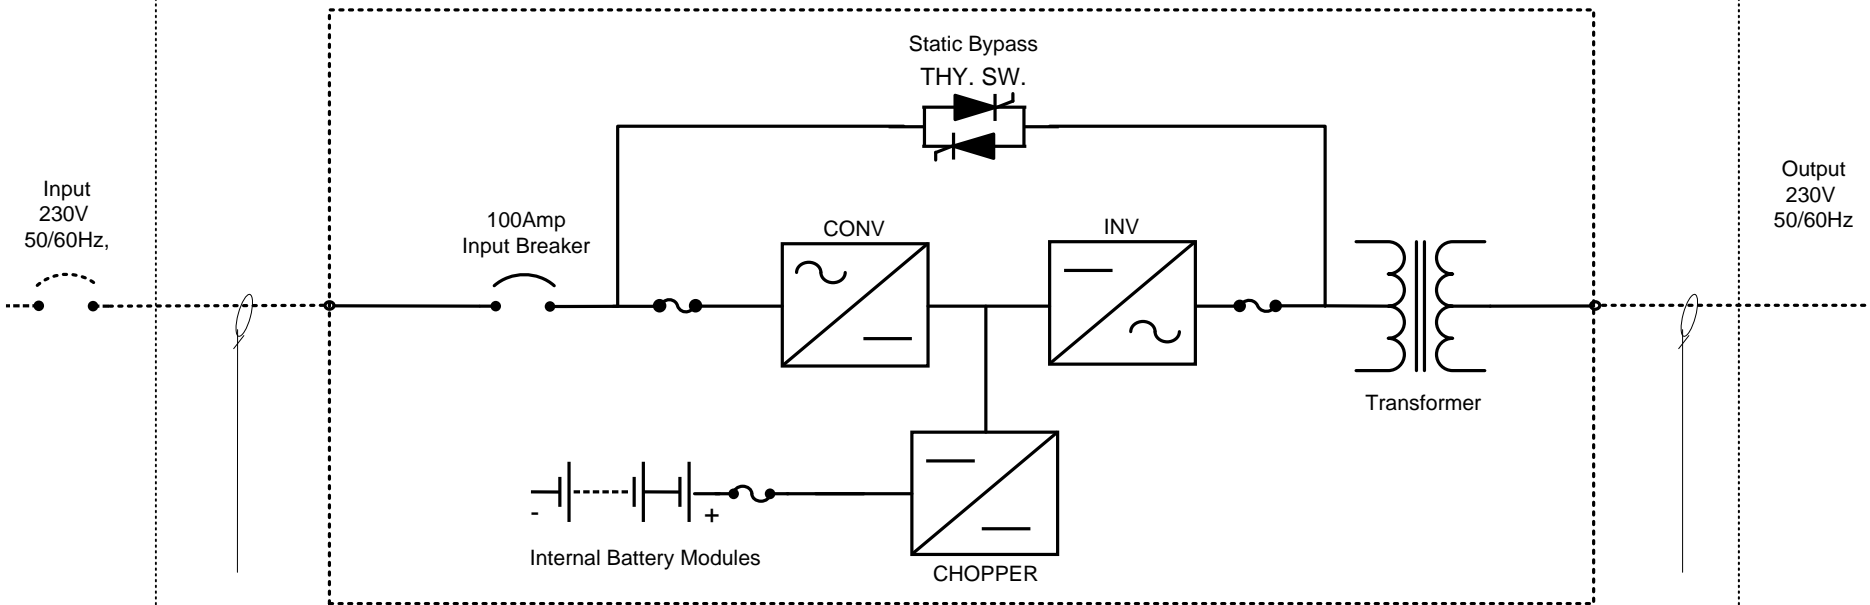 Static Bypass
THY. SW.
Input
230V
50/60Hz,
100Amp
Input Breaker
CONV
INV
Output
230V
50/60Hz
Transformer
-
+
Internal Battery Modules
CHOPPER